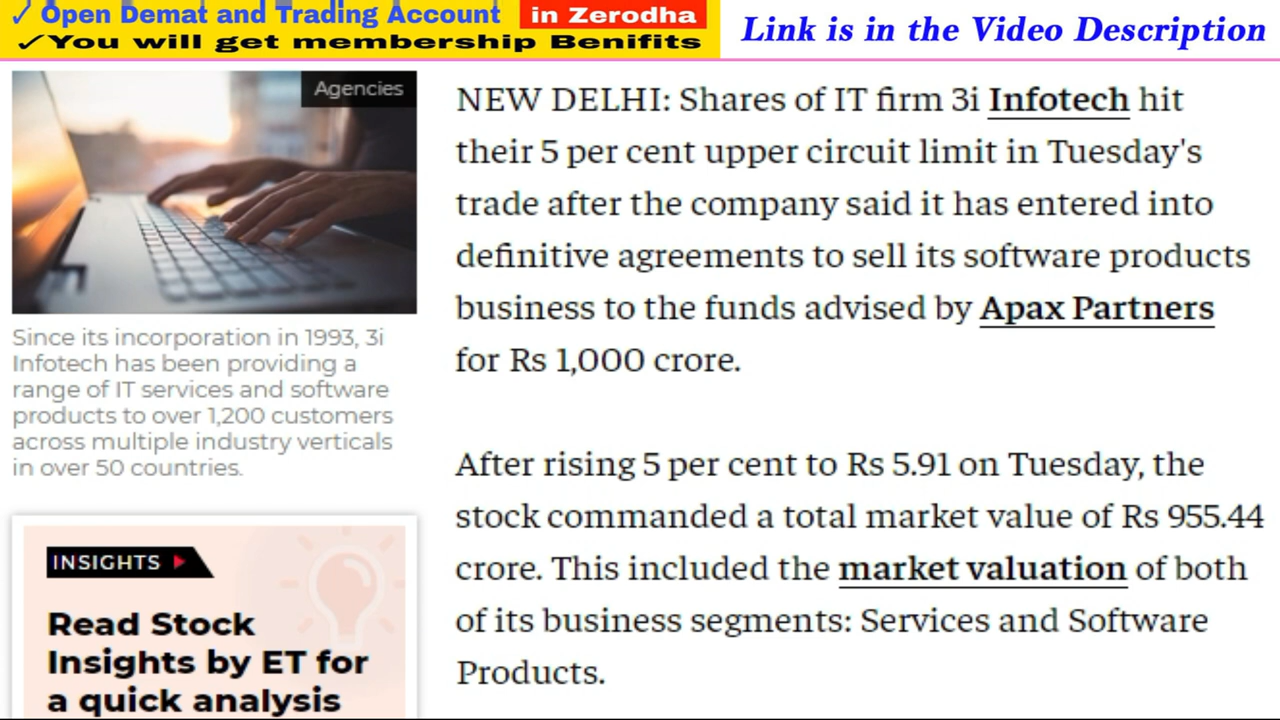 ✓ Open Demat and Trading Account in Zerodha
✓You will get membership Benifits
Link is in the Video Description
Agencies
Since its incorporation in 1993, 3i
Infotech has been providing a
range of IT services and software
products to over 1,200 customers
across multiple industry verticals
in over 50 countries.
INSIGHTS
Read Stock
Insights by ET for
a quick analysis
NEW DELHI: Shares of IT firm 3i Infotech hit
their 5 per cent upper circuit limit in Tuesday's
trade after the company said it has entered into
definitive agreements to sell its software products
business to the funds advised by Apax Partners
for Rs 1,000 crore.
After rising 5 per cent to Rs 5.91 on Tuesday, the
stock commanded a total market value of Rs 955.44
crore. This included the market valuation of both
of its business segments: Services and Software
Products.